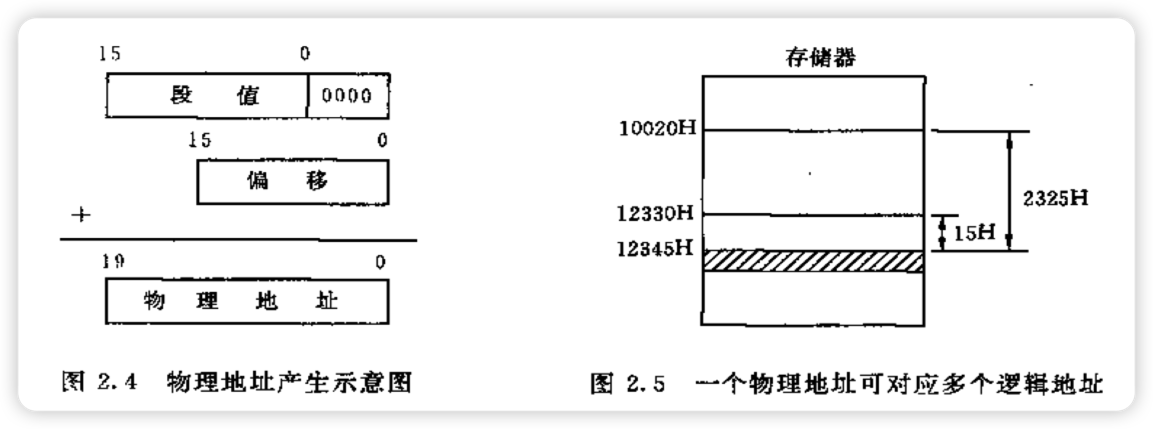 15 0
段 值 0000
15 0
偏 移
+
19 0
物 理 地 址
图 2.4 物理地址产生示意图
存储器
10020H
2325H
12330H
15H
12345H
图 2.5 一个物理地址可对应多个逻辑地址